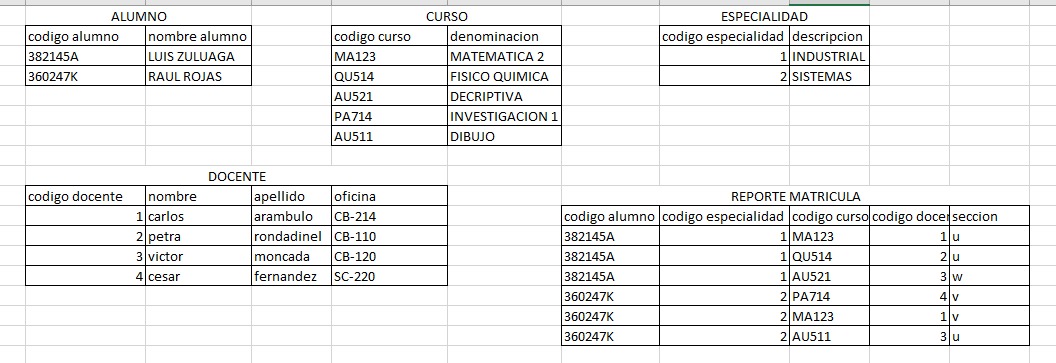 ALUMNO
codigo alumno nombre alumno
382145A LUIS ZULUAGA
360247K RAUL ROJAS
CURSO
codigo curso denominacion
MA123 MATEMATICA 2
QU514 FISICO QUIMICA
AU521 DECRIPTIVA
PA714 INVESTIGACION 1
AU511 DIBUJO
ESPECIALIDAD
codigo especialidad descripcion
1 INDUSTRIAL
2 SISTEMAS
DOCENTE
codigo docente nombre apellido oficina
1 carlos arambulo CB-214
2 petra rondadinel CB-110
3 victor moncada CB-120
4 cesar fernandez SC-220
REPORTE MATRICULA
codigo alumno codigo especialidad codigo curso codigo docer seccion
382145A 1 MA123 1 u
382145A 1 QU514 2 u
382145A 1 AU521 3 w
360247K 2 PA714 4 v
360247K 2 MA123 1 v
360247K 2 AU511 3 u